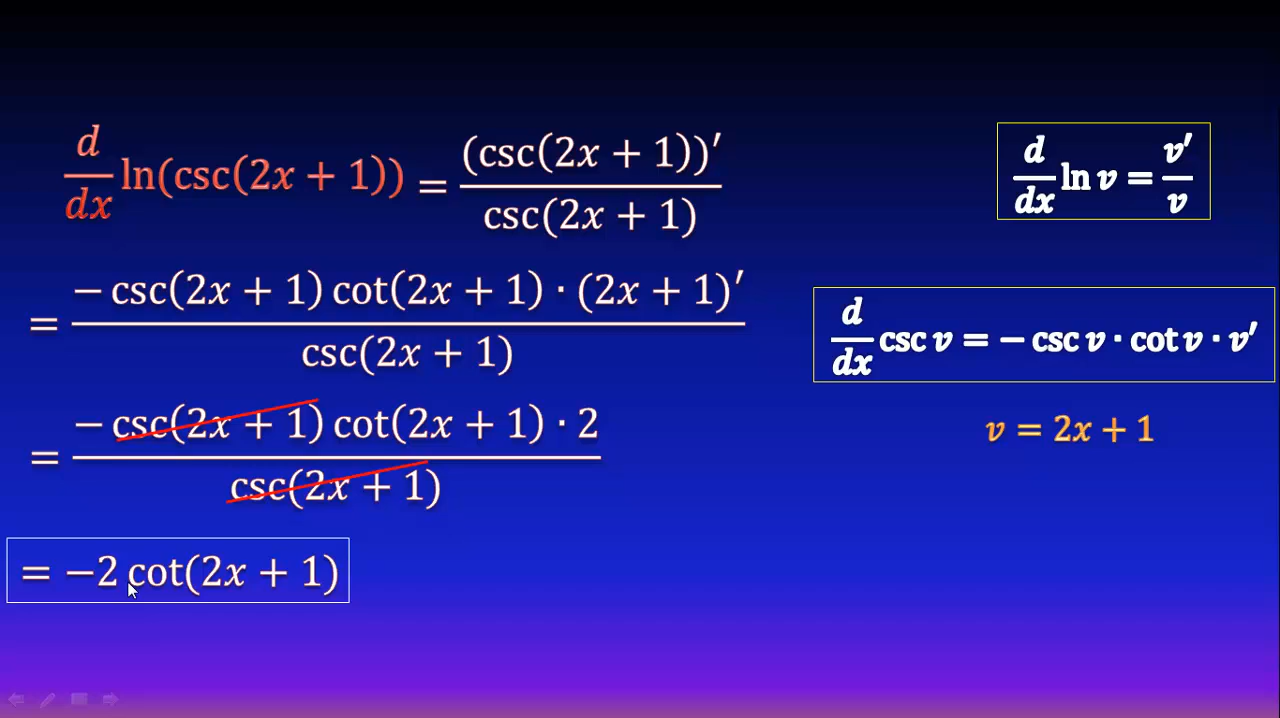 d/dx ln(csc(2x + 1)) = (csc(2x + 1))′ / csc(2x + 1)
= −csc(2x + 1) cot(2x + 1) · (2x + 1)′ / csc(2x + 1)
= −csc(2x + 1) cot(2x + 1) · 2 / csc(2x + 1)
= −2 cot(2x + 1)
d/dx ln v = v′/v
d/dx csc v = − csc v · cot v · v′
v = 2x + 1